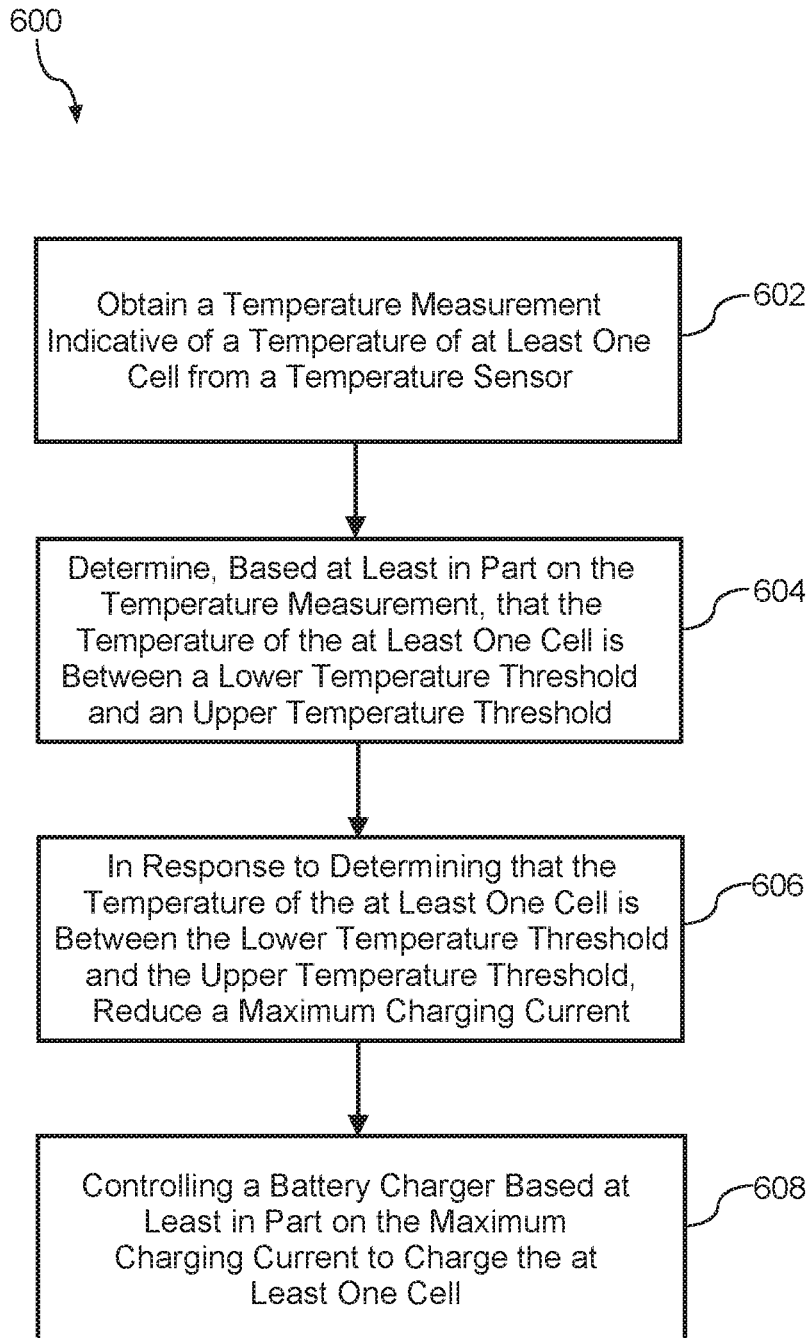 600
Obtain a Temperature Measurement
Indicative of a Temperature of at Least One
Cell from a Temperature Sensor
602
Determine, Based at Least in Part on the
Temperature Measurement, that the
Temperature of the at Least One Cell is
Between a Lower Temperature Threshold
and an Upper Temperature Threshold
604
In Response to Determining that the
Temperature of the at Least One Cell is
Between the Lower Temperature Threshold
and the Upper Temperature Threshold,
Reduce a Maximum Charging Current
606
Controlling a Battery Charger Based at
Least in Part on the Maximum
Charging Current to Charge the at
Least One Cell
608